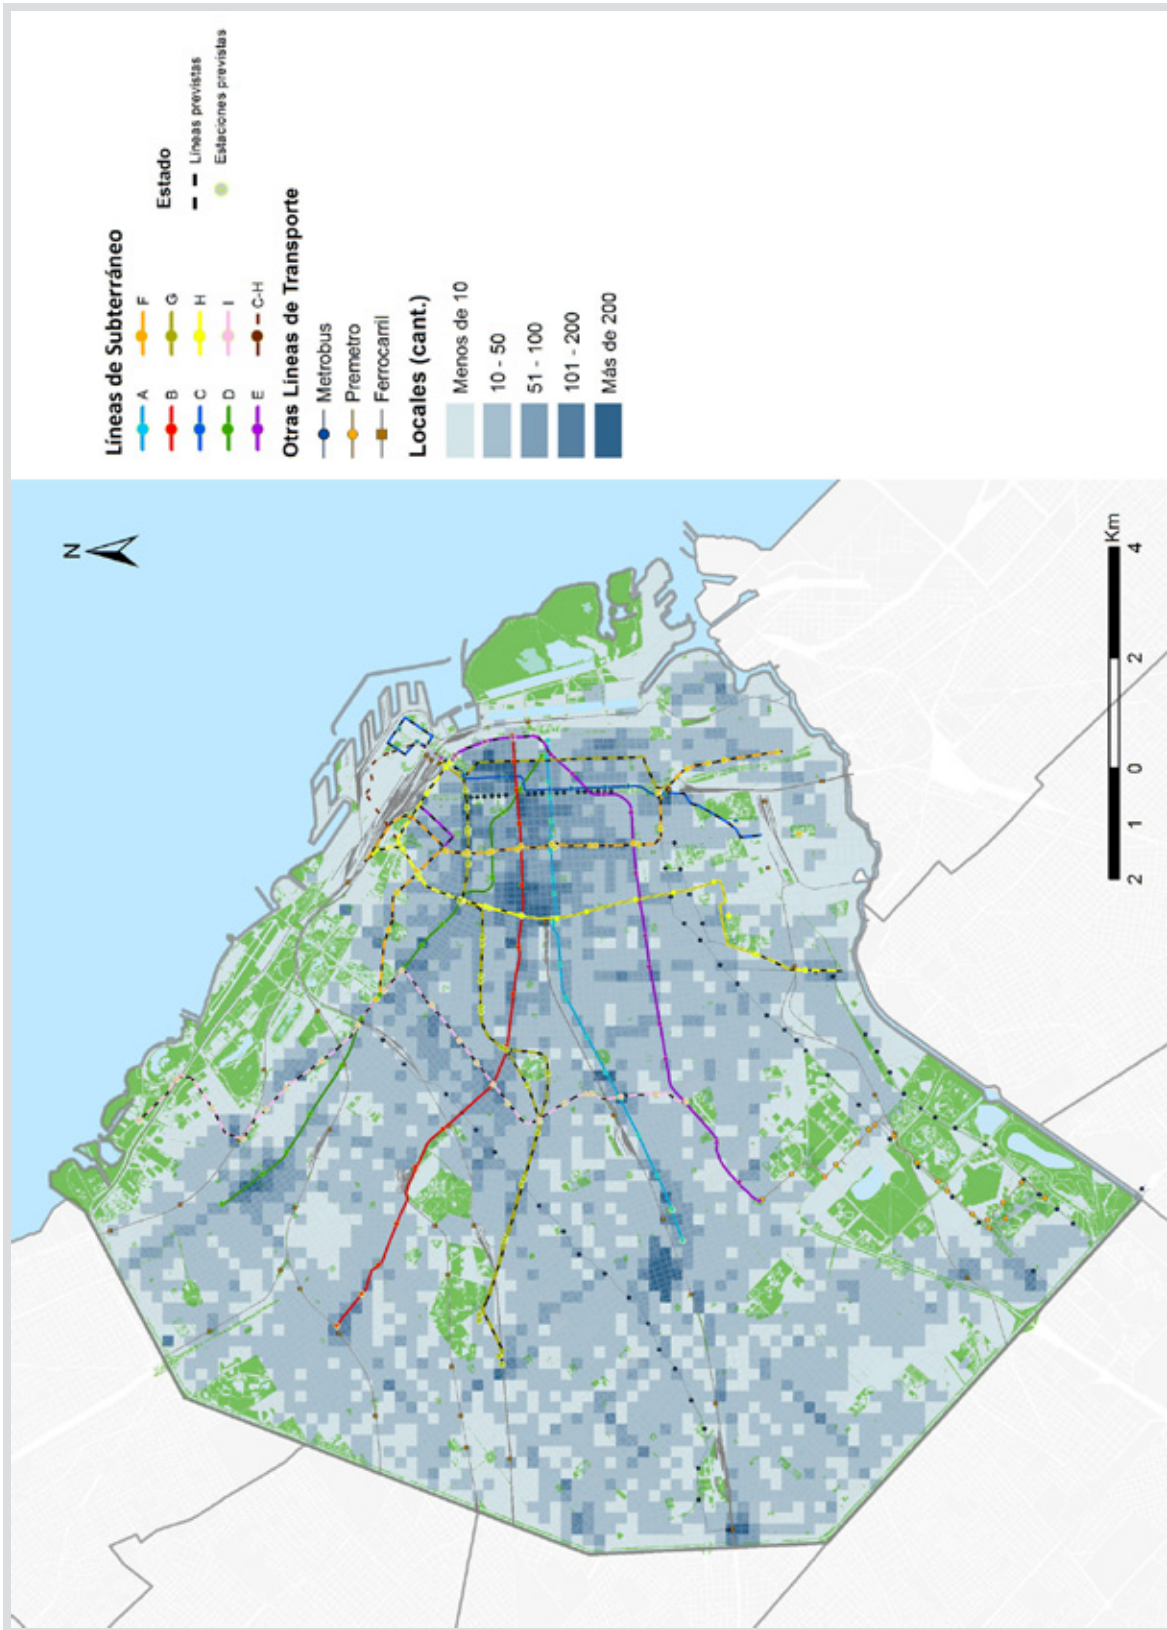 Líneas de Subterráneo
A
B
C
D
E
F
G
H
I
C-H
Estado
Líneas previstas
Estaciones previstas
Otras Líneas de Transporte
Metrobus
Premetro
Ferrocarril
Locales (cant.)
Menos de 10
10 - 50
51 - 100
101 - 200
Más de 200
N
2 1 0 2 4
Km